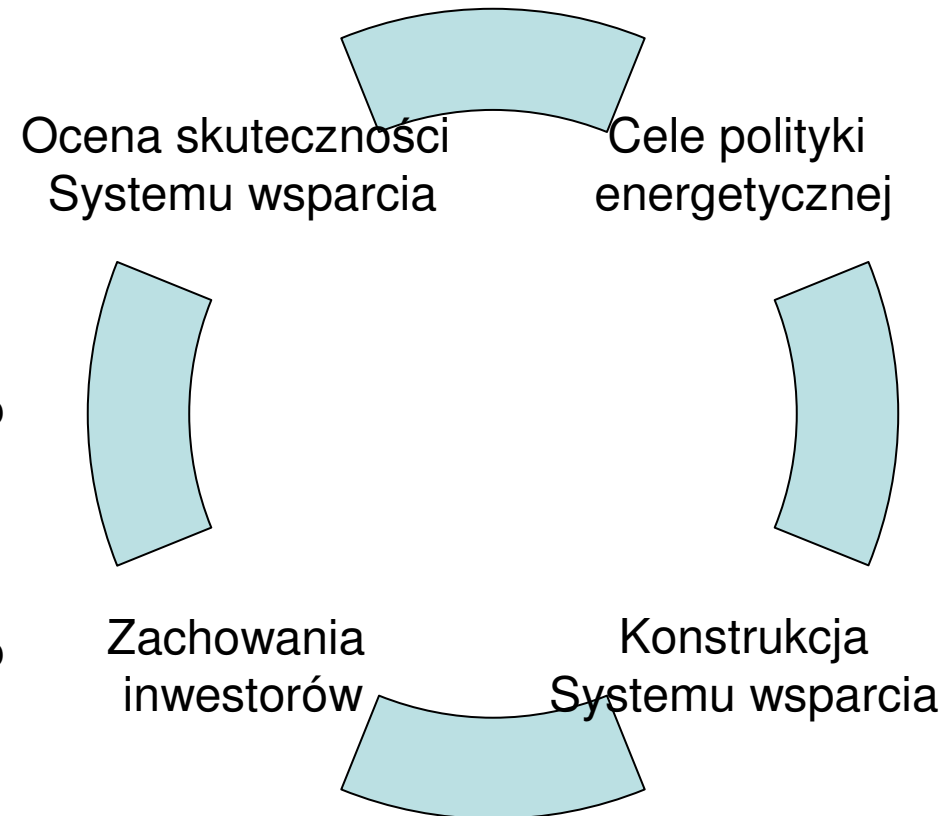 Ocena skuteczności
Systemu wsparcia
Cele polityki
energetycznej
Zachowania
inwestorów
Konstrukcja
Systemu wsparcia